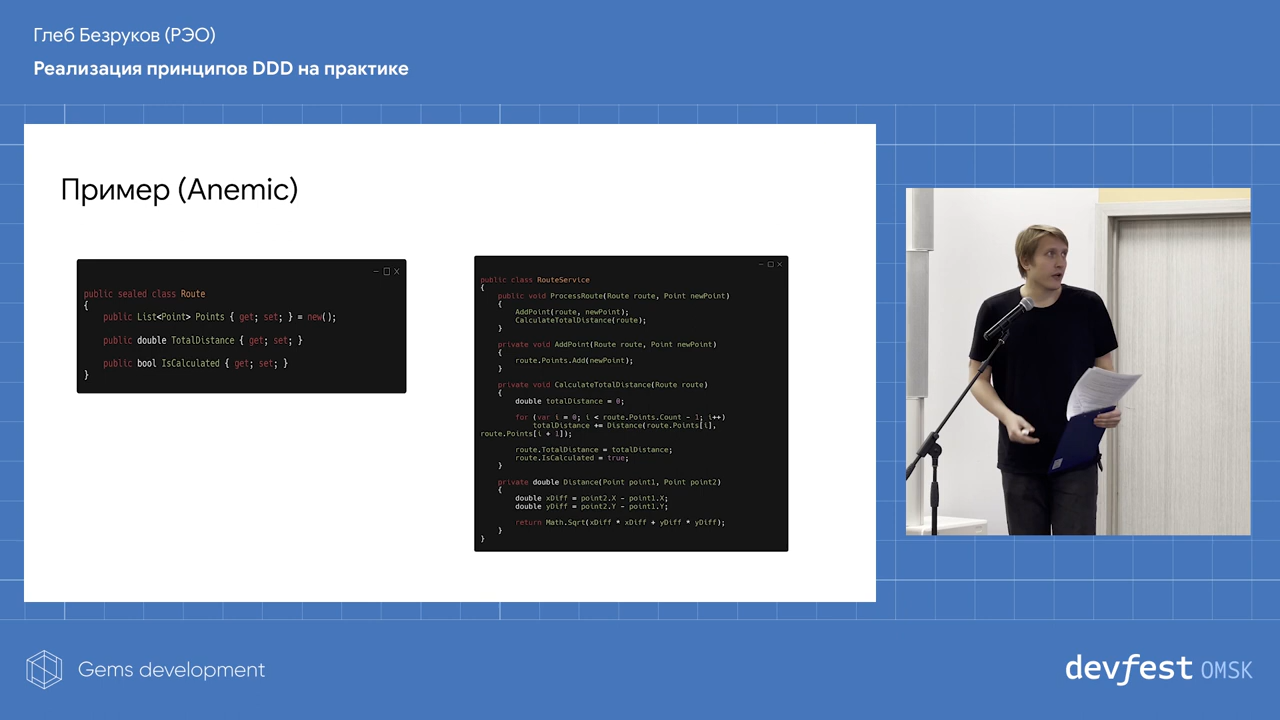 Глеб Безруков (РЭО)
Реализация принципов DDD на практике
Пример (Anemic)
public sealed class Route
{
public List<Point> Points { get; set; } = new();
public double TotalDistance { get; set; }
public bool IsCalculated { get; set; }
}
public class RouteService
{
public void ProcessRoute(Route route, Point newPoint)
{
AddPoint(route, newPoint);
CalculateTotalDistance(route);
}
private void AddPoint(Route route, Point newPoint)
{
route.Points.Add(newPoint);
}
private void CalculateTotalDistance(Route route)
{
double totalDistance = 0;
for (var i = 0; i < route.Points.Count - 1; i++)
totalDistance += Distance(route.Points[i],
route.Points[i + 1]);
route.TotalDistance = totalDistance;
route.IsCalculated = true;
}
private double Distance(Point point1, Point point2)
{
double xDiff = point2.X - point1.X;
double yDiff = point2.Y - point1.Y;
return Math.Sqrt(xDiff * xDiff + yDiff * yDiff);
}
}
Gems development
devfest OMSK